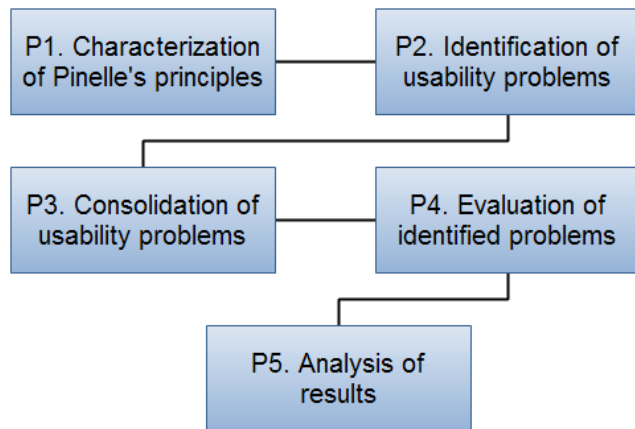 P1. Characterization
of Pinelle's principles
P2. Identification of
usability problems
P3. Consolidation of
usability problems
P4. Evaluation of
identified problems
P5. Analysis of
results